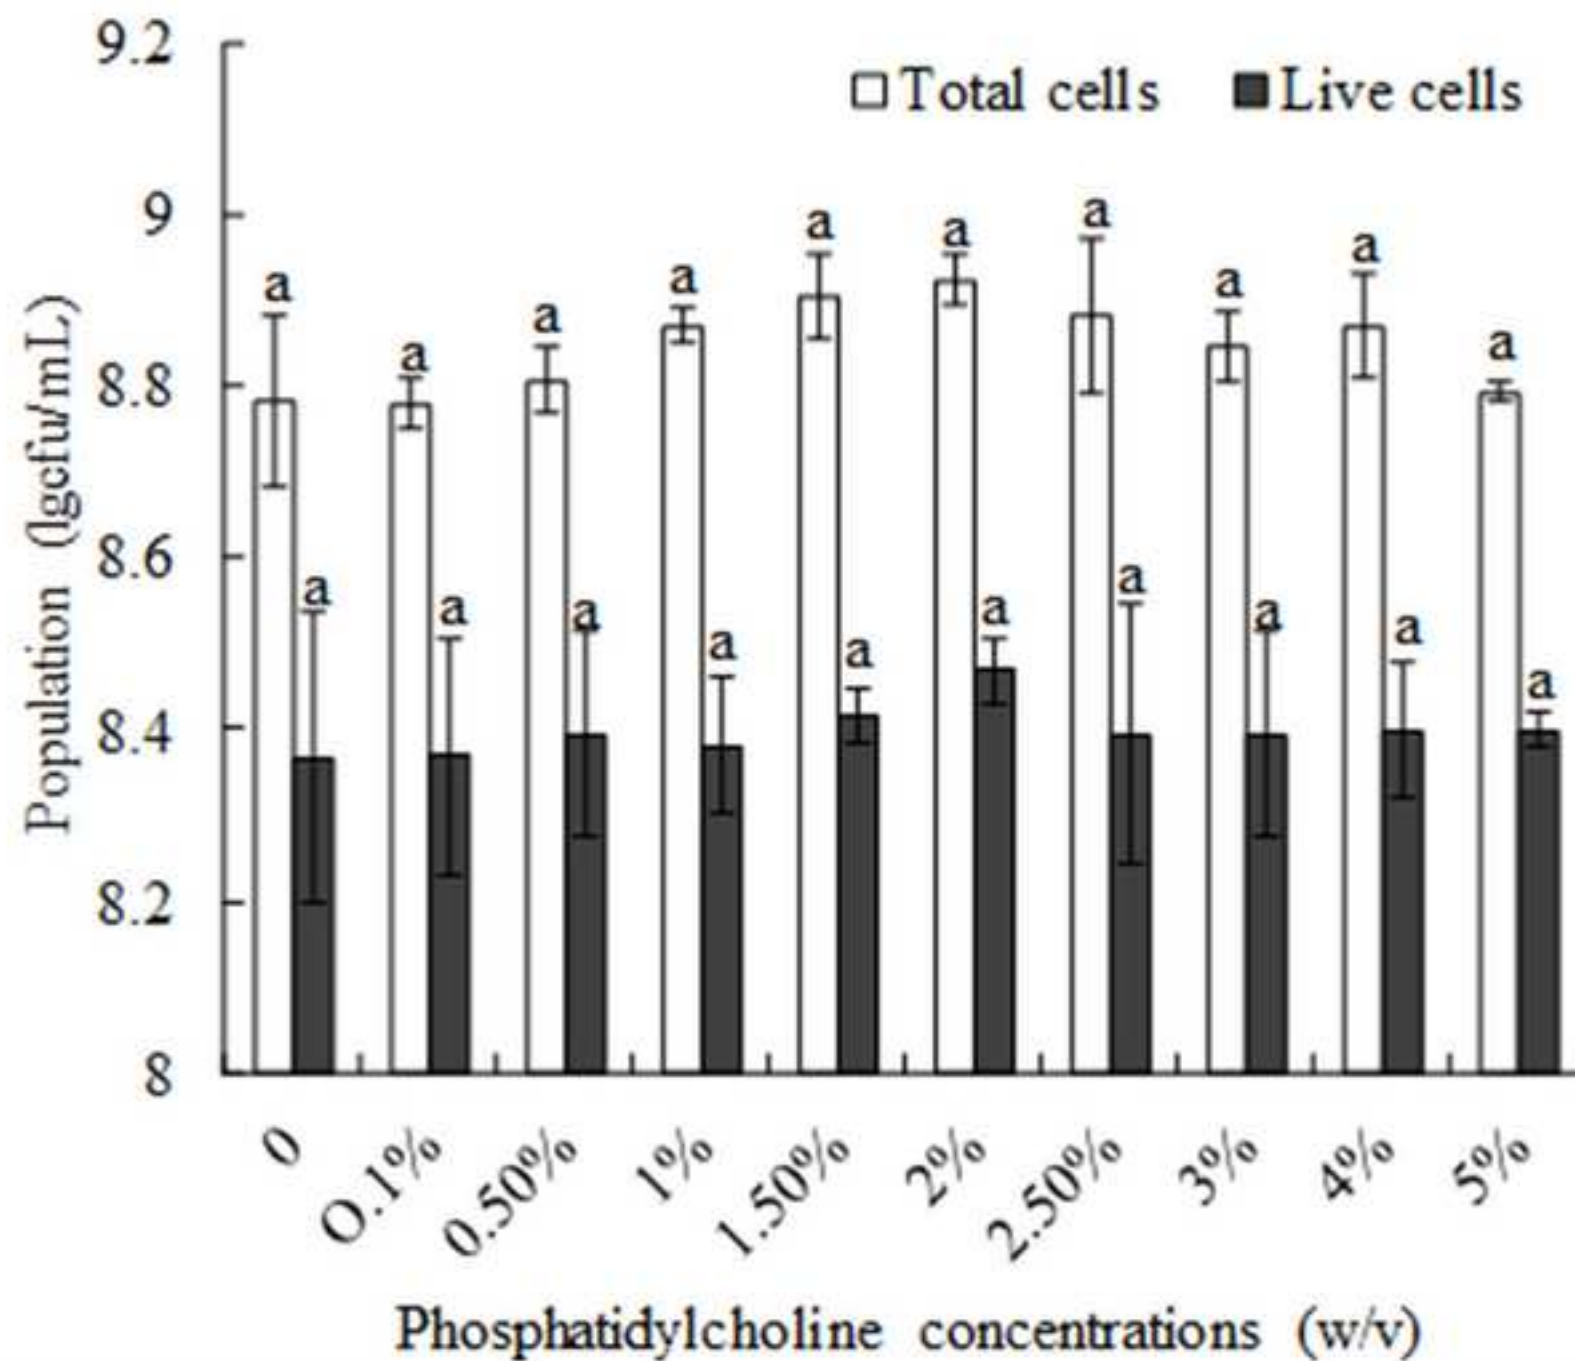 9.2
Total cells Live cells
9
8.8
8.6
8.4
8.2
8
Population (lgcfu/mL)
a a a a a a a a a a
a a a a a a a a a a
0 O.1% 0.50% 1% 1.50% 2% 2.50% 3% 4% 5%
Phosphatidylcholine concentrations (w/v)